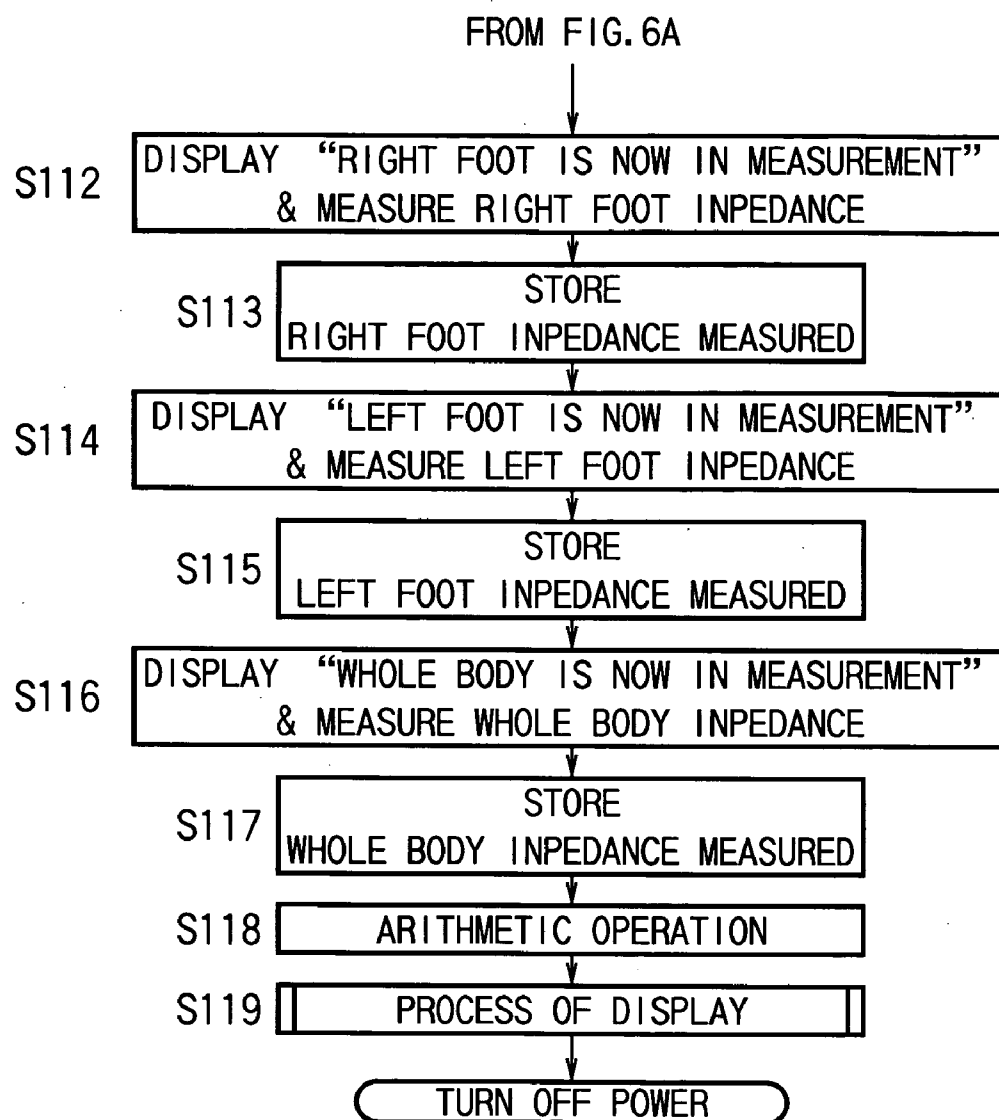 FROM FIG. 6A
S112
DISPLAY “RIGHT FOOT IS NOW IN MEASUREMENT”
& MEASURE RIGHT FOOT INPEDANCE
S113
STORE
RIGHT FOOT INPEDANCE MEASURED
S114
DISPLAY “LEFT FOOT IS NOW IN MEASUREMENT”
& MEASURE LEFT FOOT INPEDANCE
S115
STORE
LEFT FOOT INPEDANCE MEASURED
S116
DISPLAY “WHOLE BODY IS NOW IN MEASUREMENT”
& MEASURE WHOLE BODY INPEDANCE
S117
STORE
WHOLE BODY INPEDANCE MEASURED
S118
ARITHMETIC OPERATION
S119
PROCESS OF DISPLAY
TURN OFF POWER